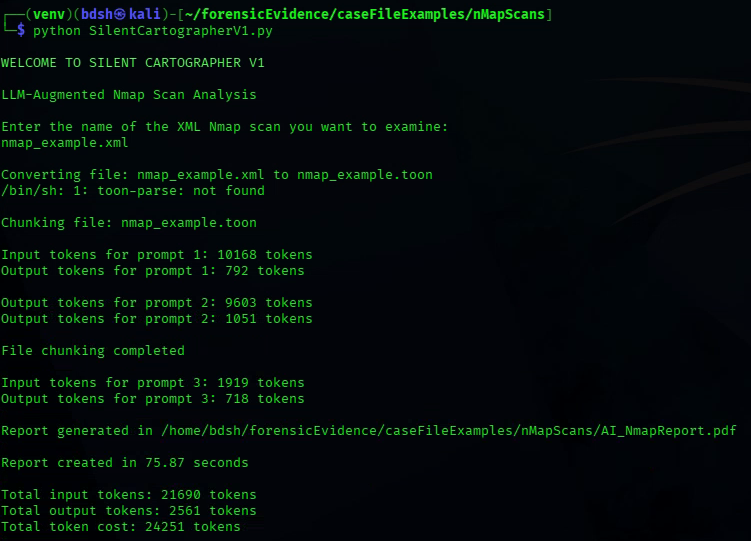 ┌──(venv)(bdsh㉿kali)-[~/forensicEvidence/caseFileExamples/nMapScans]
└─$ python SilentCartographerV1.py
WELCOME TO SILENT CARTOGRAPHER V1
LLM-Augmented Nmap Scan Analysis
Enter the name of the XML Nmap scan you want to examine:
nmap_example.xml
Converting file: nmap_example.xml to nmap_example.toon
/bin/sh: 1: toon-parse: not found
Chunking file: nmap_example.toon
Input tokens for prompt 1: 10168 tokens
Output tokens for prompt 1: 792 tokens
Output tokens for prompt 2: 9603 tokens
Output tokens for prompt 2: 1051 tokens
File chunking completed
Input tokens for prompt 3: 1919 tokens
Output tokens for prompt 3: 718 tokens
Report generated in /home/bdsh/forensicEvidence/caseFileExamples/nMapScans/AI_NmapReport.pdf
Report created in 75.87 seconds
Total input tokens: 21690 tokens
Total output tokens: 2561 tokens
Total token cost: 24251 tokens